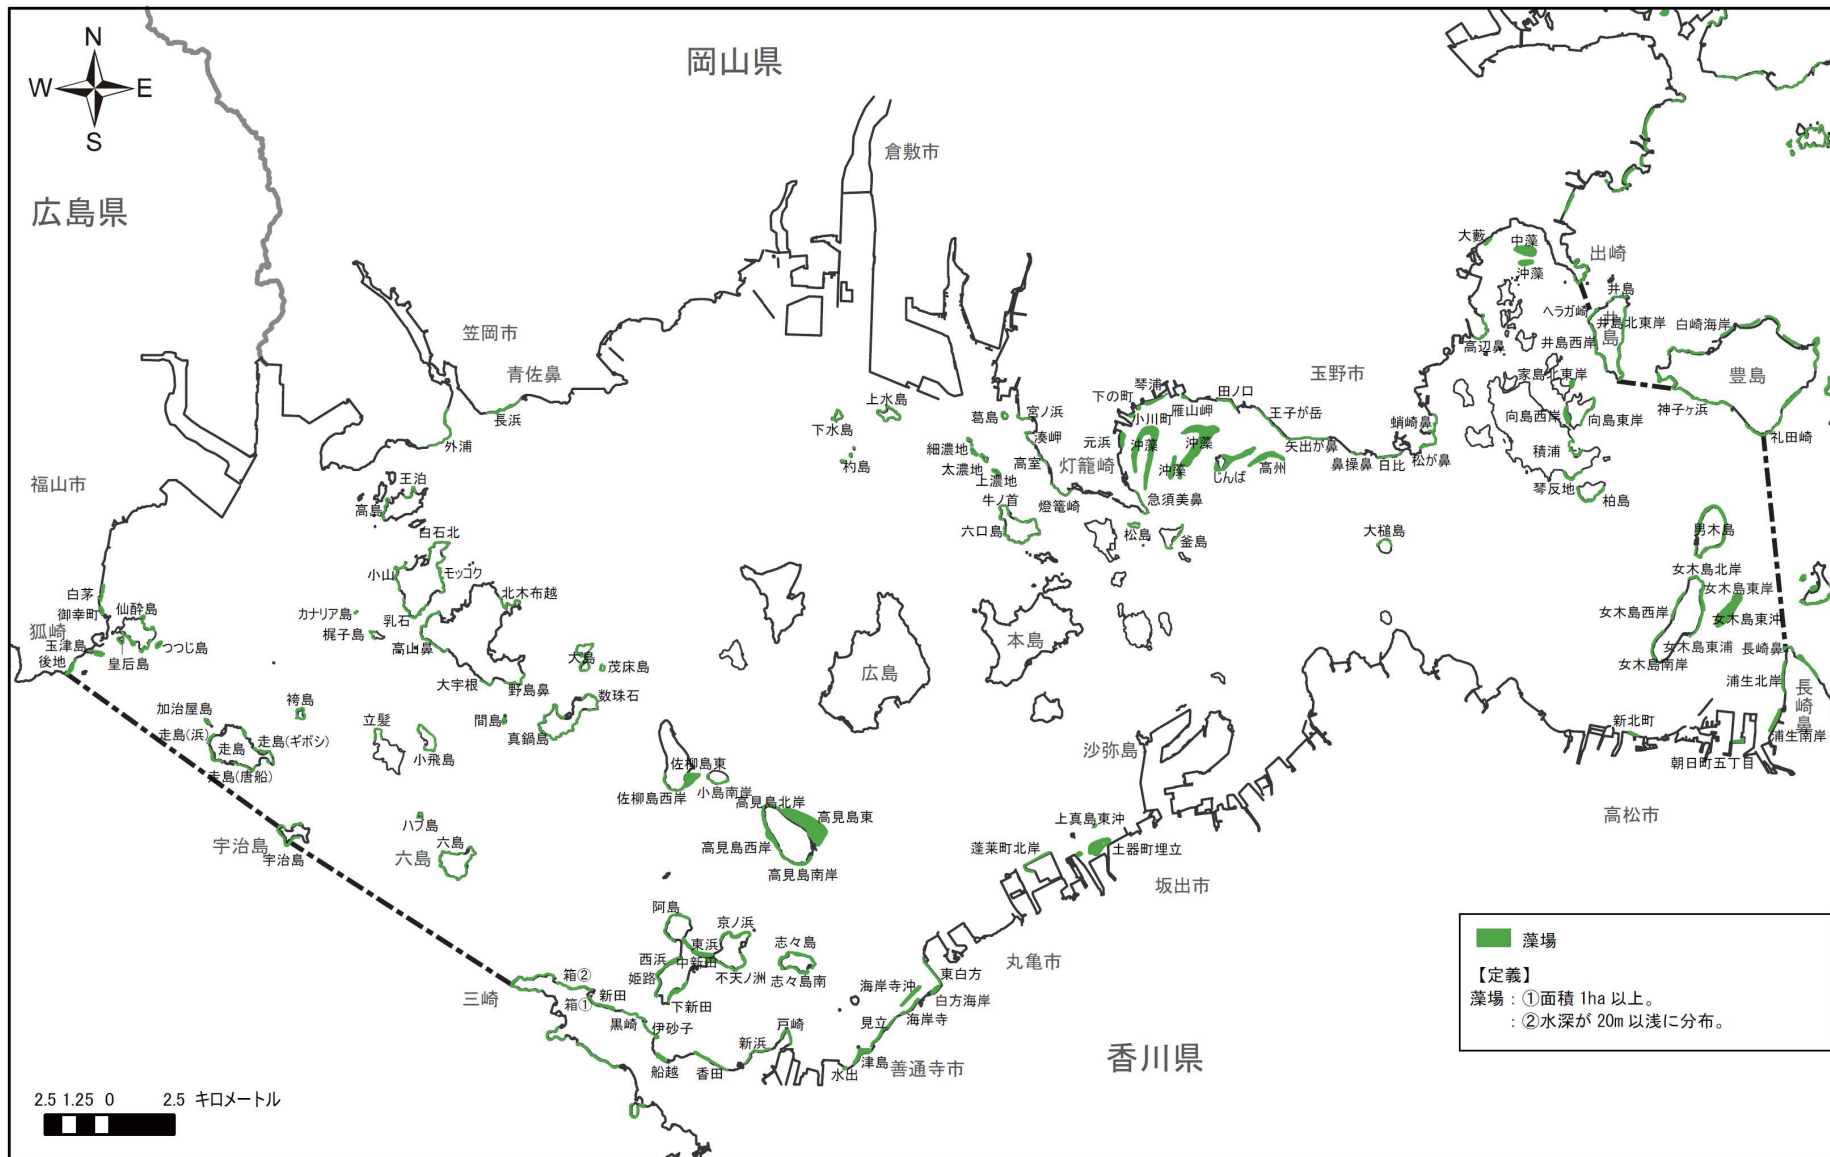 N
W
E
S
岡山県
広島県
倉敷市
笠岡市
青佐鼻
長浜
外浦
福山市
王泊
高島
白石北
小山
モッコク
北木布越
カナリア島
梶子島
乳石
高山鼻
大宇根
野島鼻
大島
茂床島
数珠石
間島
真鍋島
白茅
御幸町
仙酔島
狐崎
玉津島
後地
皇后島
つつじ島
加治屋島
袴島
走島(浜)
走島
走島(ギボシ)
走島(唐船)
立髪
小飛島
宇治島
宇治島
ハブ島
六島
六島
上水島
下水島
杓島
葛島
宮ノ浜
湊岬
細濃地
太濃地
上濃地
高室
牛ノ首
六口島
灯籠崎
燈篭崎
元浜
下の町
琴浦
小川町
雁山岬
田ノ口
王子が岳
沖藻
沖藻
沖藻
じんば
高州
矢出が鼻
急須美鼻
松島
釜島
鼻操鼻
日比
松が鼻
蛸崎鼻
玉野市
大藪
中藻
沖藻
出崎
高辺鼻
ヘラガ崎
井島
井島
井島北東岸
井島西岸
白崎海岸
豊島
家島北東岸
向島西岸
向島東岸
神子ヶ浜
礼田崎
積浦
琴反地
柏島
大槌島
男木島
女木島北岸
女木島東岸
女木島西岸
女木島東沖
女木島東浦
女木島南岸
長崎鼻
浦生北岸
長崎鼻
浦生南岸
新北町
朝日町五丁目
高松市
広島
本島
沙弥島
佐柳島東
佐柳島西岸
小島南岸
高見島北岸
高見島東
高見島西岸
高見島南岸
上真島東沖
蓬莱町北岸
土器町埋立
坂出市
丸亀市
阿島
京ノ浜
東浜
西浜
中新田
姫路
不天ノ洲
下新田
志々島
志々島南
三崎
箱②
箱①
新田
黒崎
伊砂子
船越
香田
新浜
戸崎
水出
津島
見立
海岸寺
海岸寺沖
白方海岸
東白方
善通寺市
香川県
藻場
【定義】
藻場：①面積 1ha 以上。
：②水深が 20m 以浅に分布。
2.5 1.25 0 2.5 キロメートル